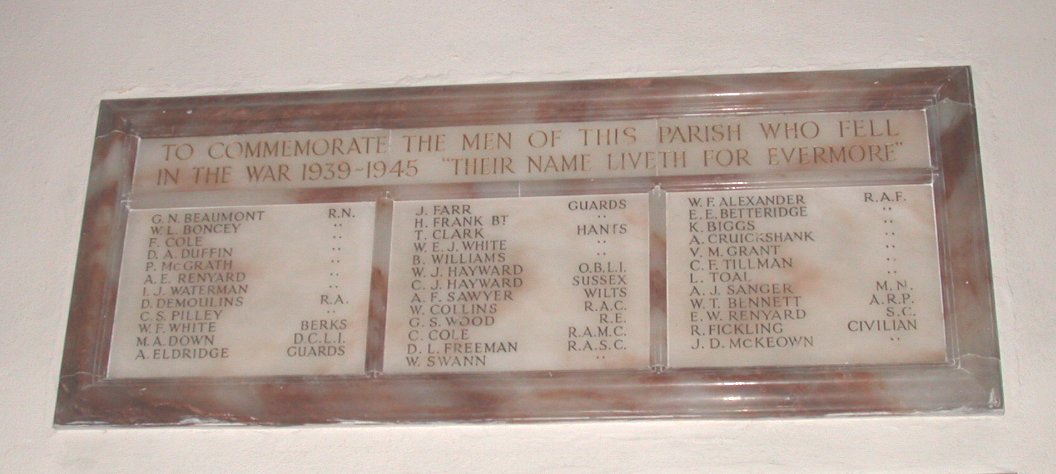 TO COMMEMORATE THE MEN OF THIS PARISH WHO FELL
IN THE WAR 1939-1945 "THEIR NAME LIVETH FOR EVERMORE"
G. N. BEAUMONT R.N.
W. L. BONCEY "
F. COLE "
D. A. DUFFIN "
P. McGRATH "
A. E. RENYARD "
I. J. WATERMAN "
D. DEMOULINS R.A.
C. S. PILLEY "
W. F. WHITE BERKS
M. A. DOWN D.C.L.I.
A. ELDRIDGE GUARDS
J. FARR GUARDS
H. FRANK BT "
T. CLARK HANTS
W. E. J. WHITE "
B. WILLIAMS "
W. J. HAYWARD O.B.L.I.
C. J. HAYWARD SUSSEX
A. F. SAWYER WILTS
W. COLLINS R.A.C.
G. S. WOOD R.E.
C. COLE R.A.M.C.
D. L. FREEMAN R.A.S.C.
W. SWANN "
W. F. ALEXANDER R.A.F.
E. E. BETTERIDGE "
K. BIGGS "
A. CRUICKSHANK "
V. M. GRANT "
C. F. TILLMAN "
L. TOAL "
A. J. SANGER M.N.
W. T. BENNETT A.R.P.
E. W. RENYARD S.C.
R. FICKLING CIVILIAN
J. D. McKEOWN "